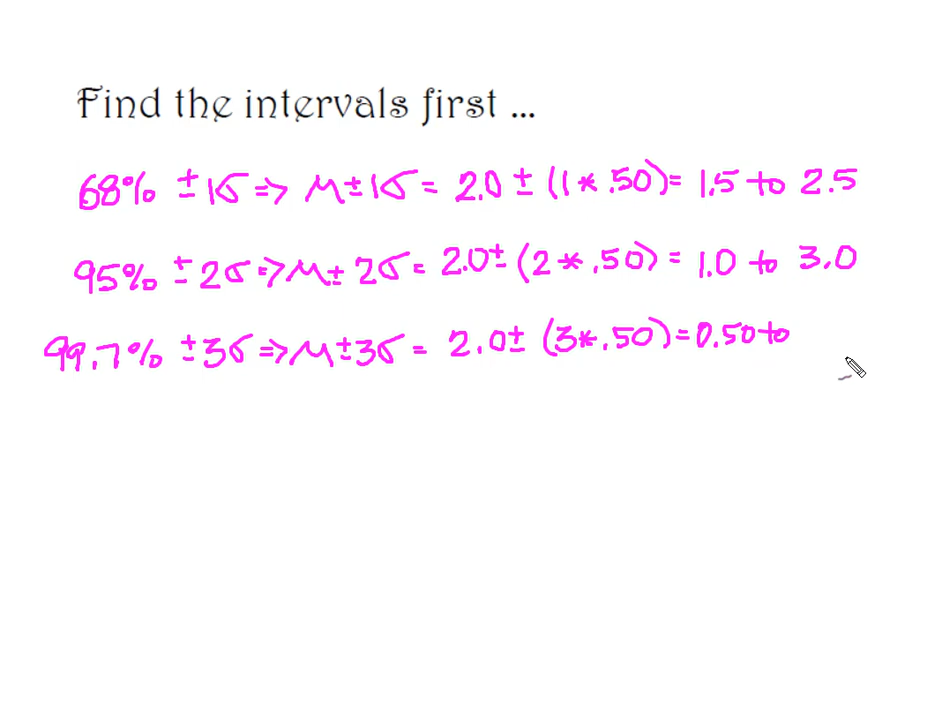 Find the intervals first ...
68% ±1σ => μ±1σ = 2.0 ± (1 * .50) = 1.5 to 2.5
95% ±2σ => μ±2σ = 2.0 ± (2 * .50) = 1.0 to 3.0
99.7% ±3σ => μ±3σ = 2.0 ± (3 * .50) = 0.50 to